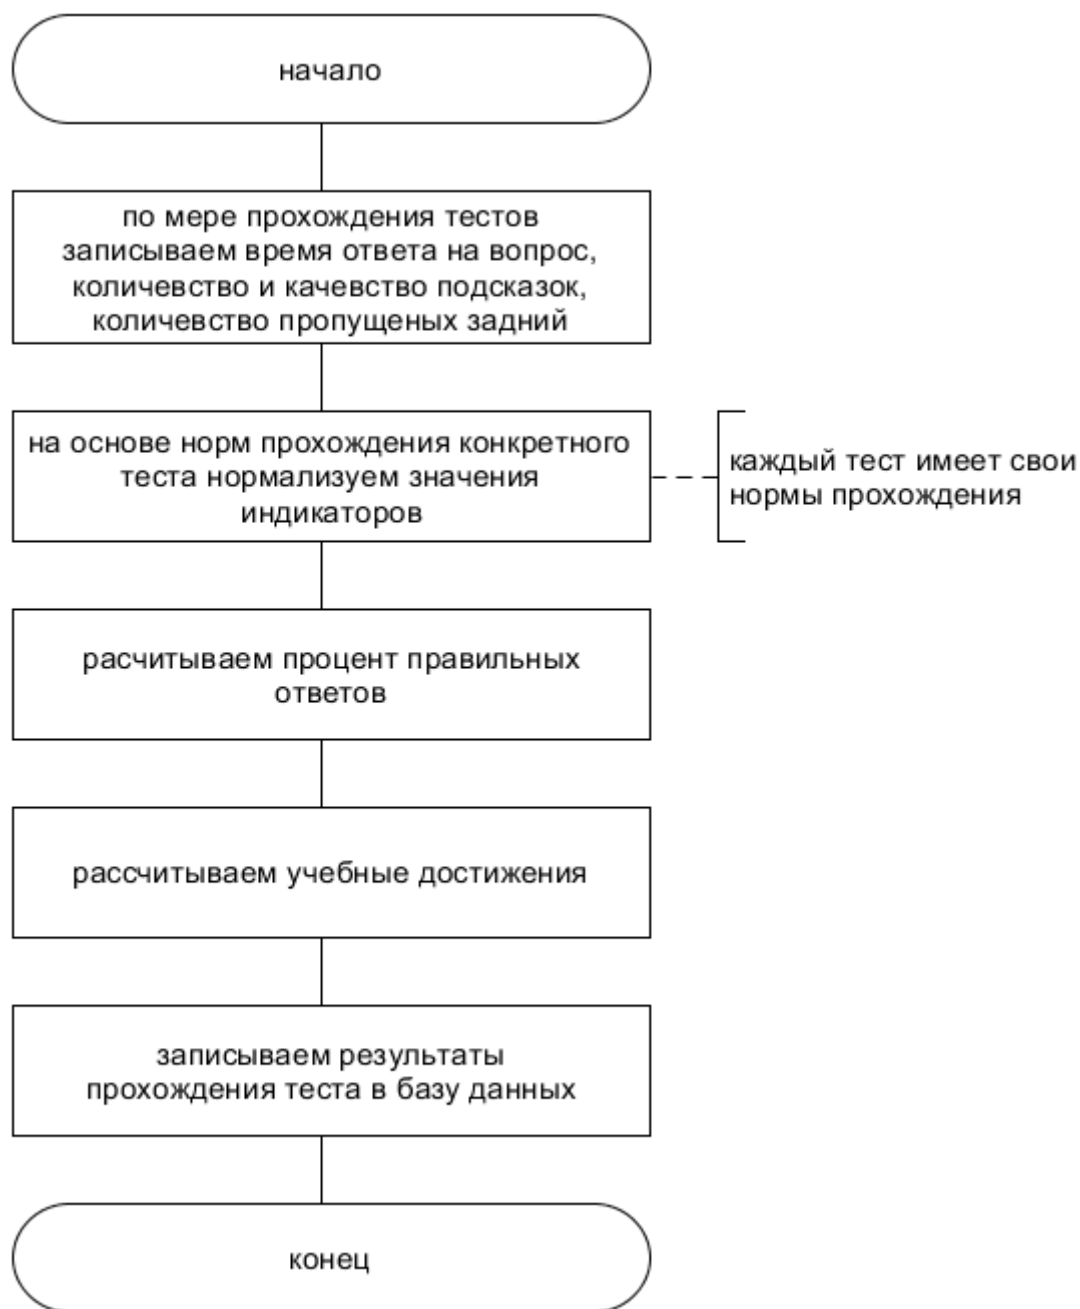 начало
по мере прохождения тестов
записываем время ответа на вопрос,
количевство и качевство подсказок,
количевство пропущеных задний
на основе норм прохождения конкретного
теста нормализуем значения
индикаторов
каждый тест имеет свои
нормы прохождения
расчитываем процент правильных
ответов
рассчитываем учебные достижения
записываем результаты
прохождения теста в базу данных
конец